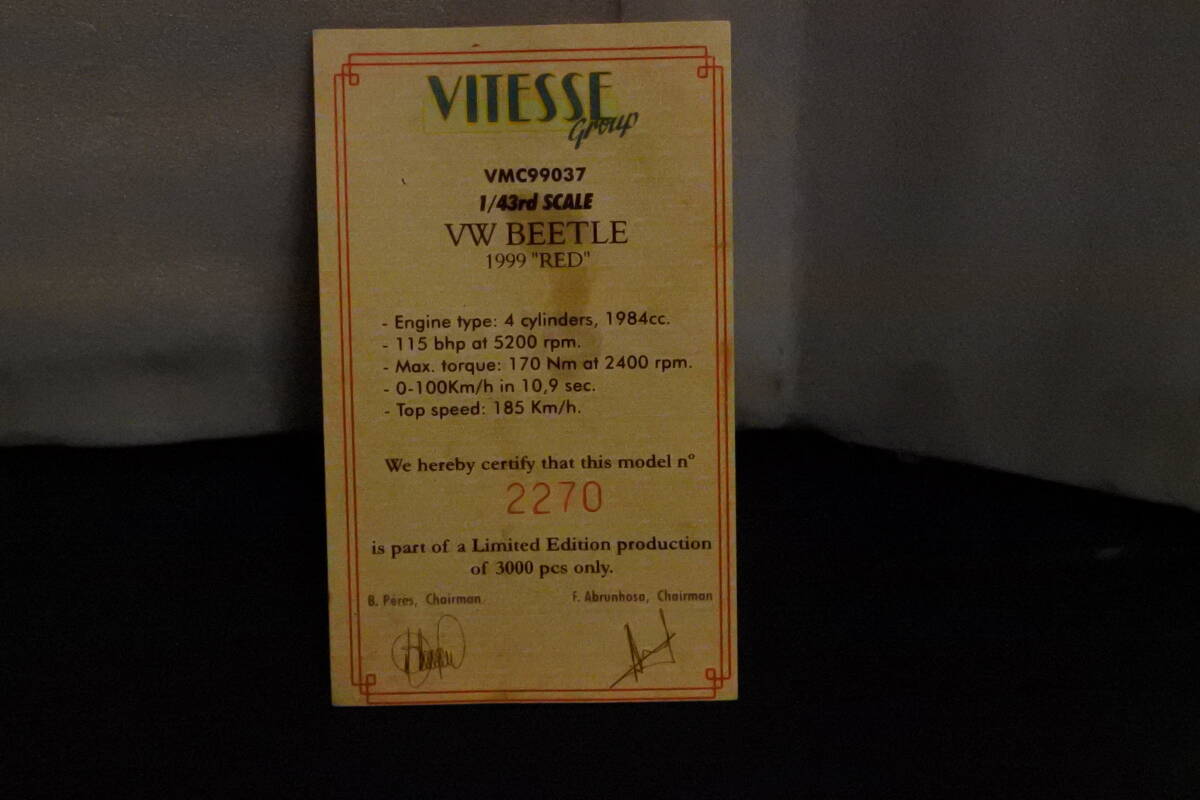 VITESSE
Group
VMC99037
1/43rd SCALE
VW BEETLE
1999 "RED"
- Engine type: 4 cylinders, 1984cc.
- 115 bhp at 5200 rpm.
- Max. torque: 170 Nm at 2400 rpm.
- 0-100Km/h in 10,9 sec.
- Top speed: 185 Km/h.
We hereby certify that this model nº
2270
is part of a Limited Edition production
of 3000 pcs only.
B. Peres, Chairman F. Abrunhosa, Chairman